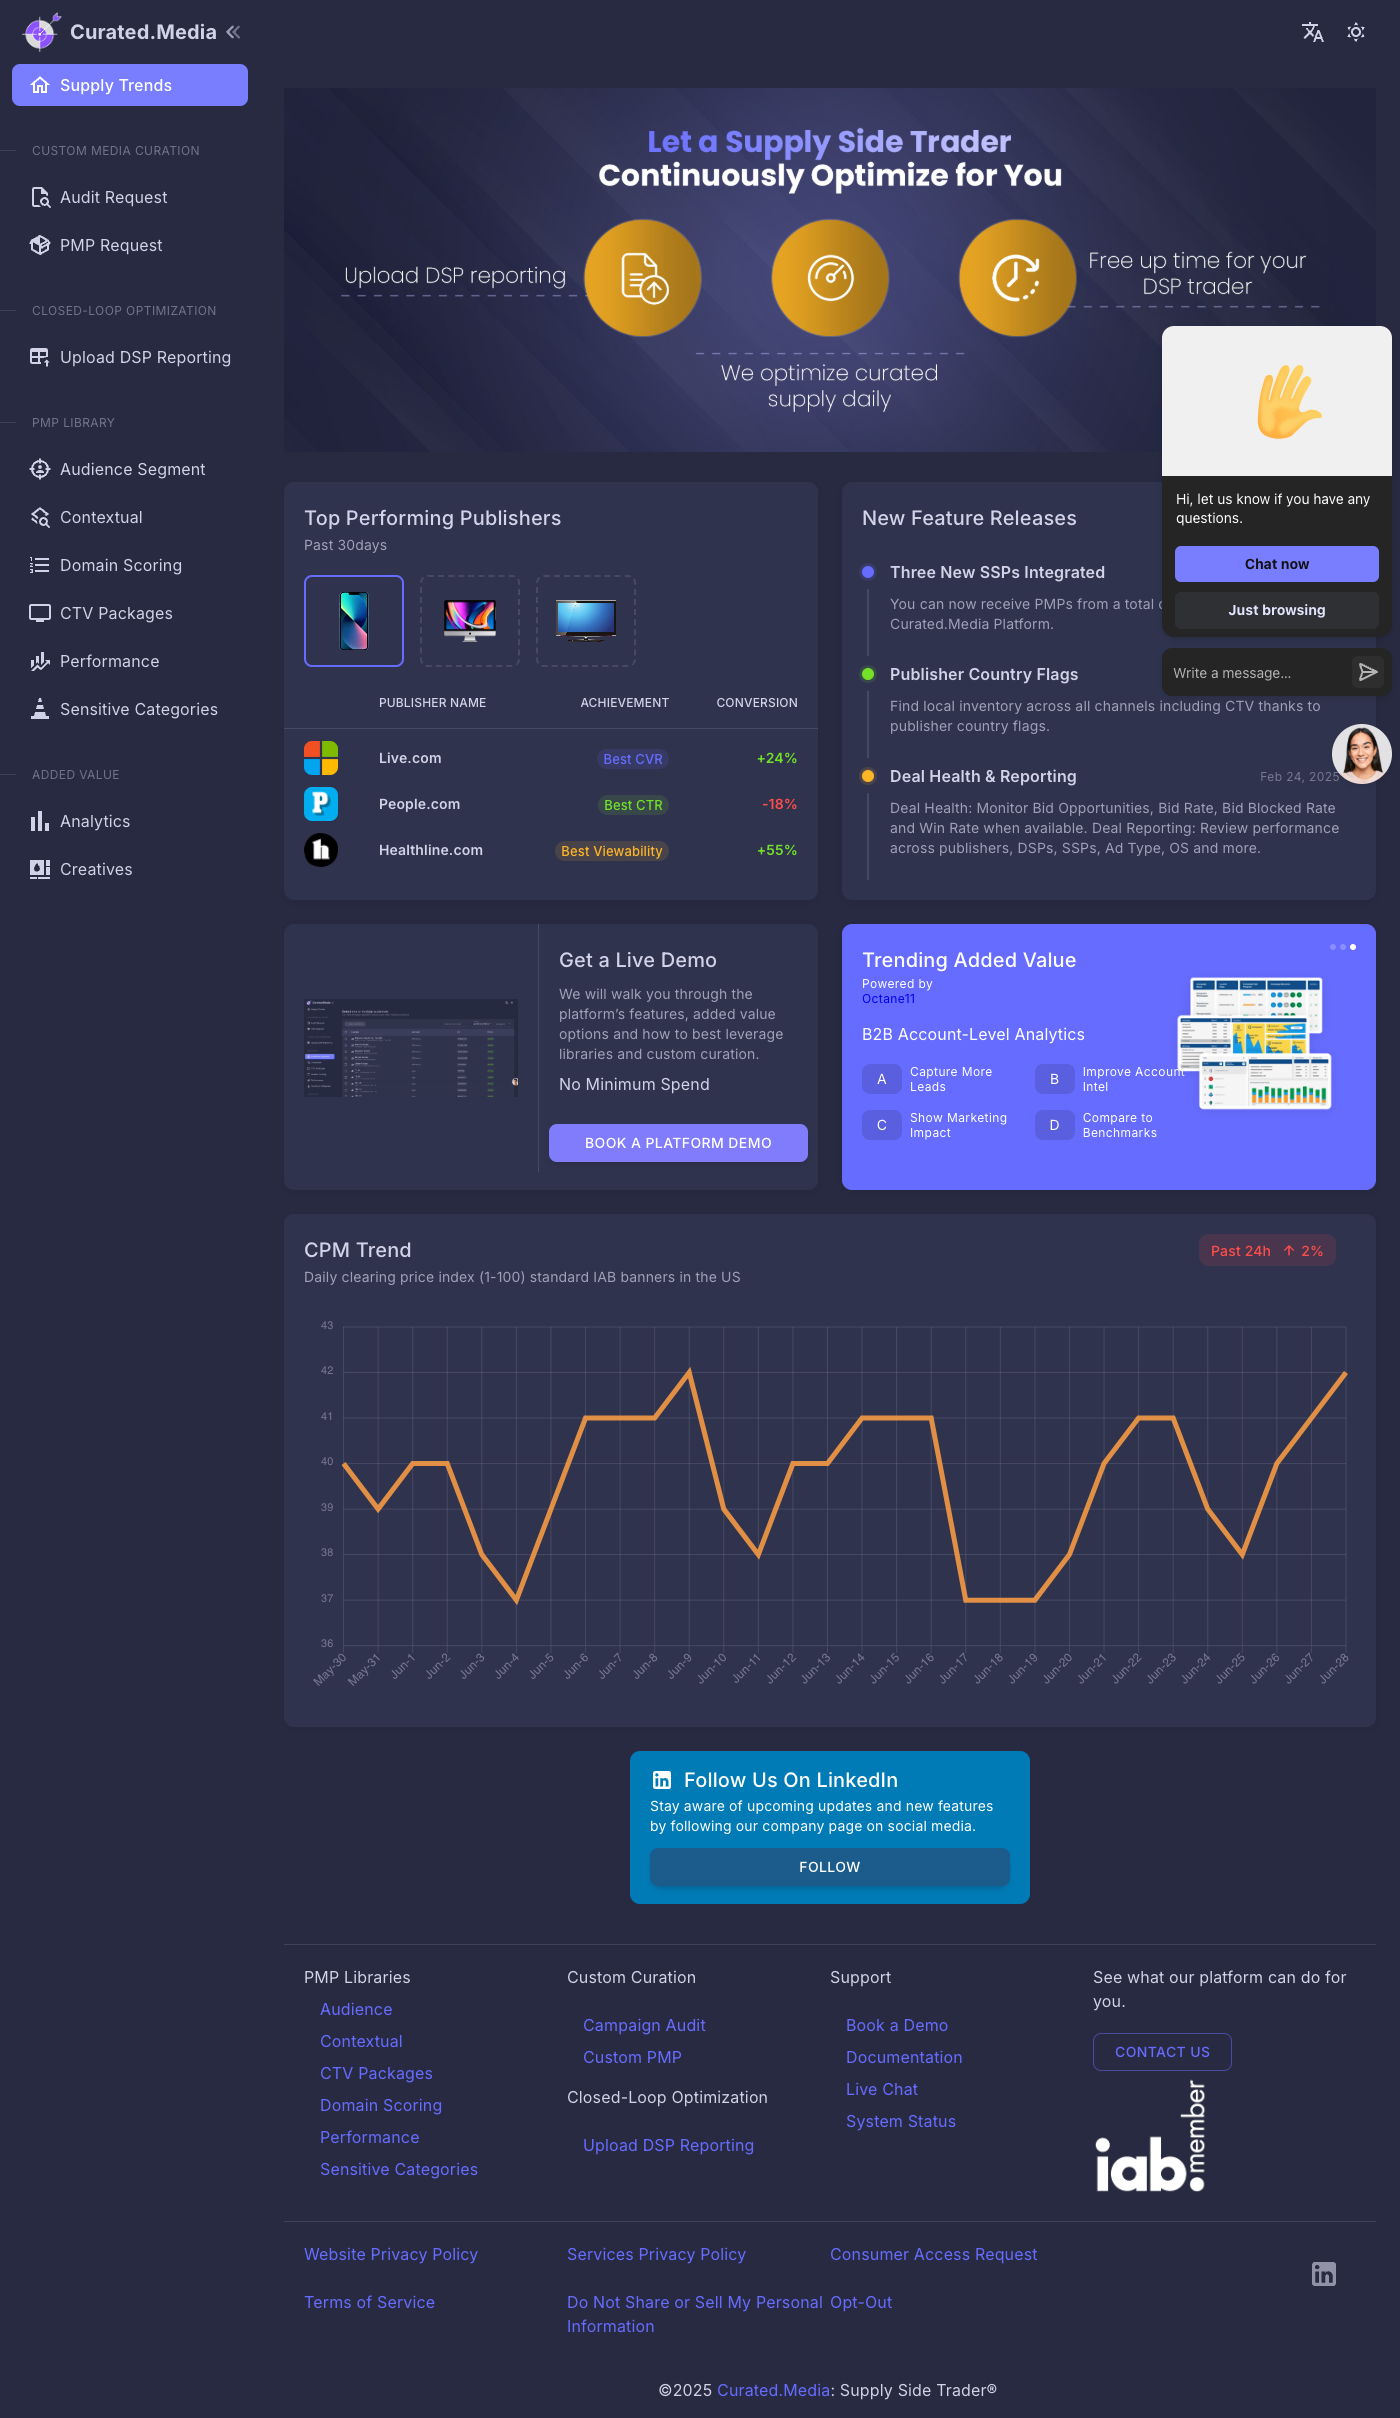 Curated.Media
Supply Trends
CUSTOM MEDIA CURATION
Audit Request
PMP Request
CLOSED-LOOP OPTIMIZATION
Upload DSP Reporting
PMP LIBRARY
Audience Segment
Contextual
Domain Scoring
CTV Packages
Performance
Sensitive Categories
ADDED VALUE
Analytics
Creatives
Let a Supply Side Trader
Continuously Optimize for You
Upload DSP reporting
Free up time for your
DSP trader
We optimize curated
supply daily
Hi, let us know if you have any
questions.
Chat now
Just browsing
Write a message...
Top Performing Publishers
Past 30days
PUBLISHER NAME ACHIEVEMENT CONVERSION
Live.com Best CVR +24%
People.com Best CTR -18%
Healthline.com Best Viewability +55%
New Feature Releases
Three New SSPs Integrated
You can now receive PMPs from a total
Curated.Media Platform.
Publisher Country Flags
Find local inventory across all channels including CTV thanks to
publisher country flags.
Deal Health & Reporting Feb 24, 2025
Deal Health: Monitor Bid Opportunities, Bid Rate, Bid Blocked Rate
and Win Rate when available. Deal Reporting: Review performance
across publishers, DSPs, SSPs, Ad Type, OS and more.
Get a Live Demo
We will walk you through the
platform's features, added value
options and how to best leverage
libraries and custom curation.
No Minimum Spend
BOOK A PLATFORM DEMO
Trending Added Value
Powered by
Octane11
B2B Account-Level Analytics
A Capture More
Leads
B Improve Account
Intel
C Show Marketing
Impact
D Compare to
Benchmarks
CPM Trend
Past 24h ↑ 2%
Daily clearing price index (1-100) standard IAB banners in the US
43
42
41
40
39
38
37
36
May-30 May-31 Jun-1 Jun-2 Jun-3 Jun-4 Jun-5 Jun-6 Jun-7 Jun-8 Jun-9 Jun-10 Jun-11 Jun-12 Jun-13 Jun-14 Jun-15 Jun-16 Jun-17 Jun-18 Jun-19 Jun-20 Jun-21 Jun-22 Jun-23 Jun-24 Jun-25 Jun-26 Jun-27 Jun-28
Follow Us On LinkedIn
Stay aware of upcoming updates and new features
by following our company page on social media.
FOLLOW
PMP Libraries
Audience
Contextual
CTV Packages
Domain Scoring
Performance
Sensitive Categories
Custom Curation
Campaign Audit
Custom PMP
Closed-Loop Optimization
Upload DSP Reporting
Support
Book a Demo
Documentation
Live Chat
System Status
See what our platform can do for
you.
CONTACT US
iab.
member
Website Privacy Policy
Services Privacy Policy
Consumer Access Request
Terms of Service
Do Not Share or Sell My Personal
Information
Opt-Out
©2025 Curated.Media: Supply Side Trader®